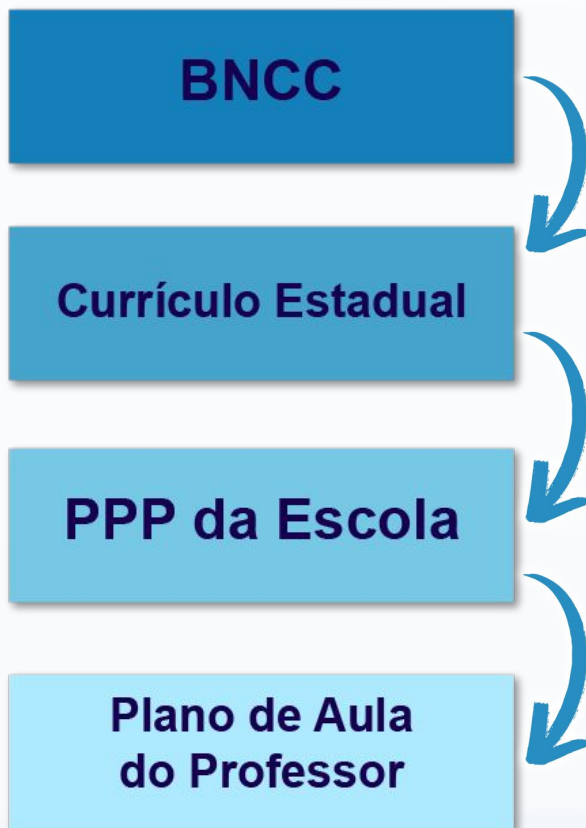 BNCC
Currículo Estadual
PPP da Escola
Plano de Aula
do Professor